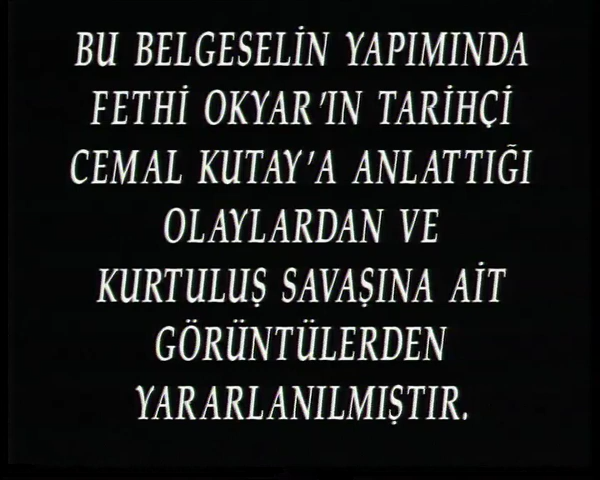 BU BELGESELİN YAPIMINDA
FETHİ OKYAR'IN TARİHÇİ
CEMAL KUTAY'A ANLATTIĞI
OLAYLARDAN VE
KURTULUŞ SAVAŞINA AİT
GÖRÜNTÜLERDEN
YARARLANILMIŞTIR.